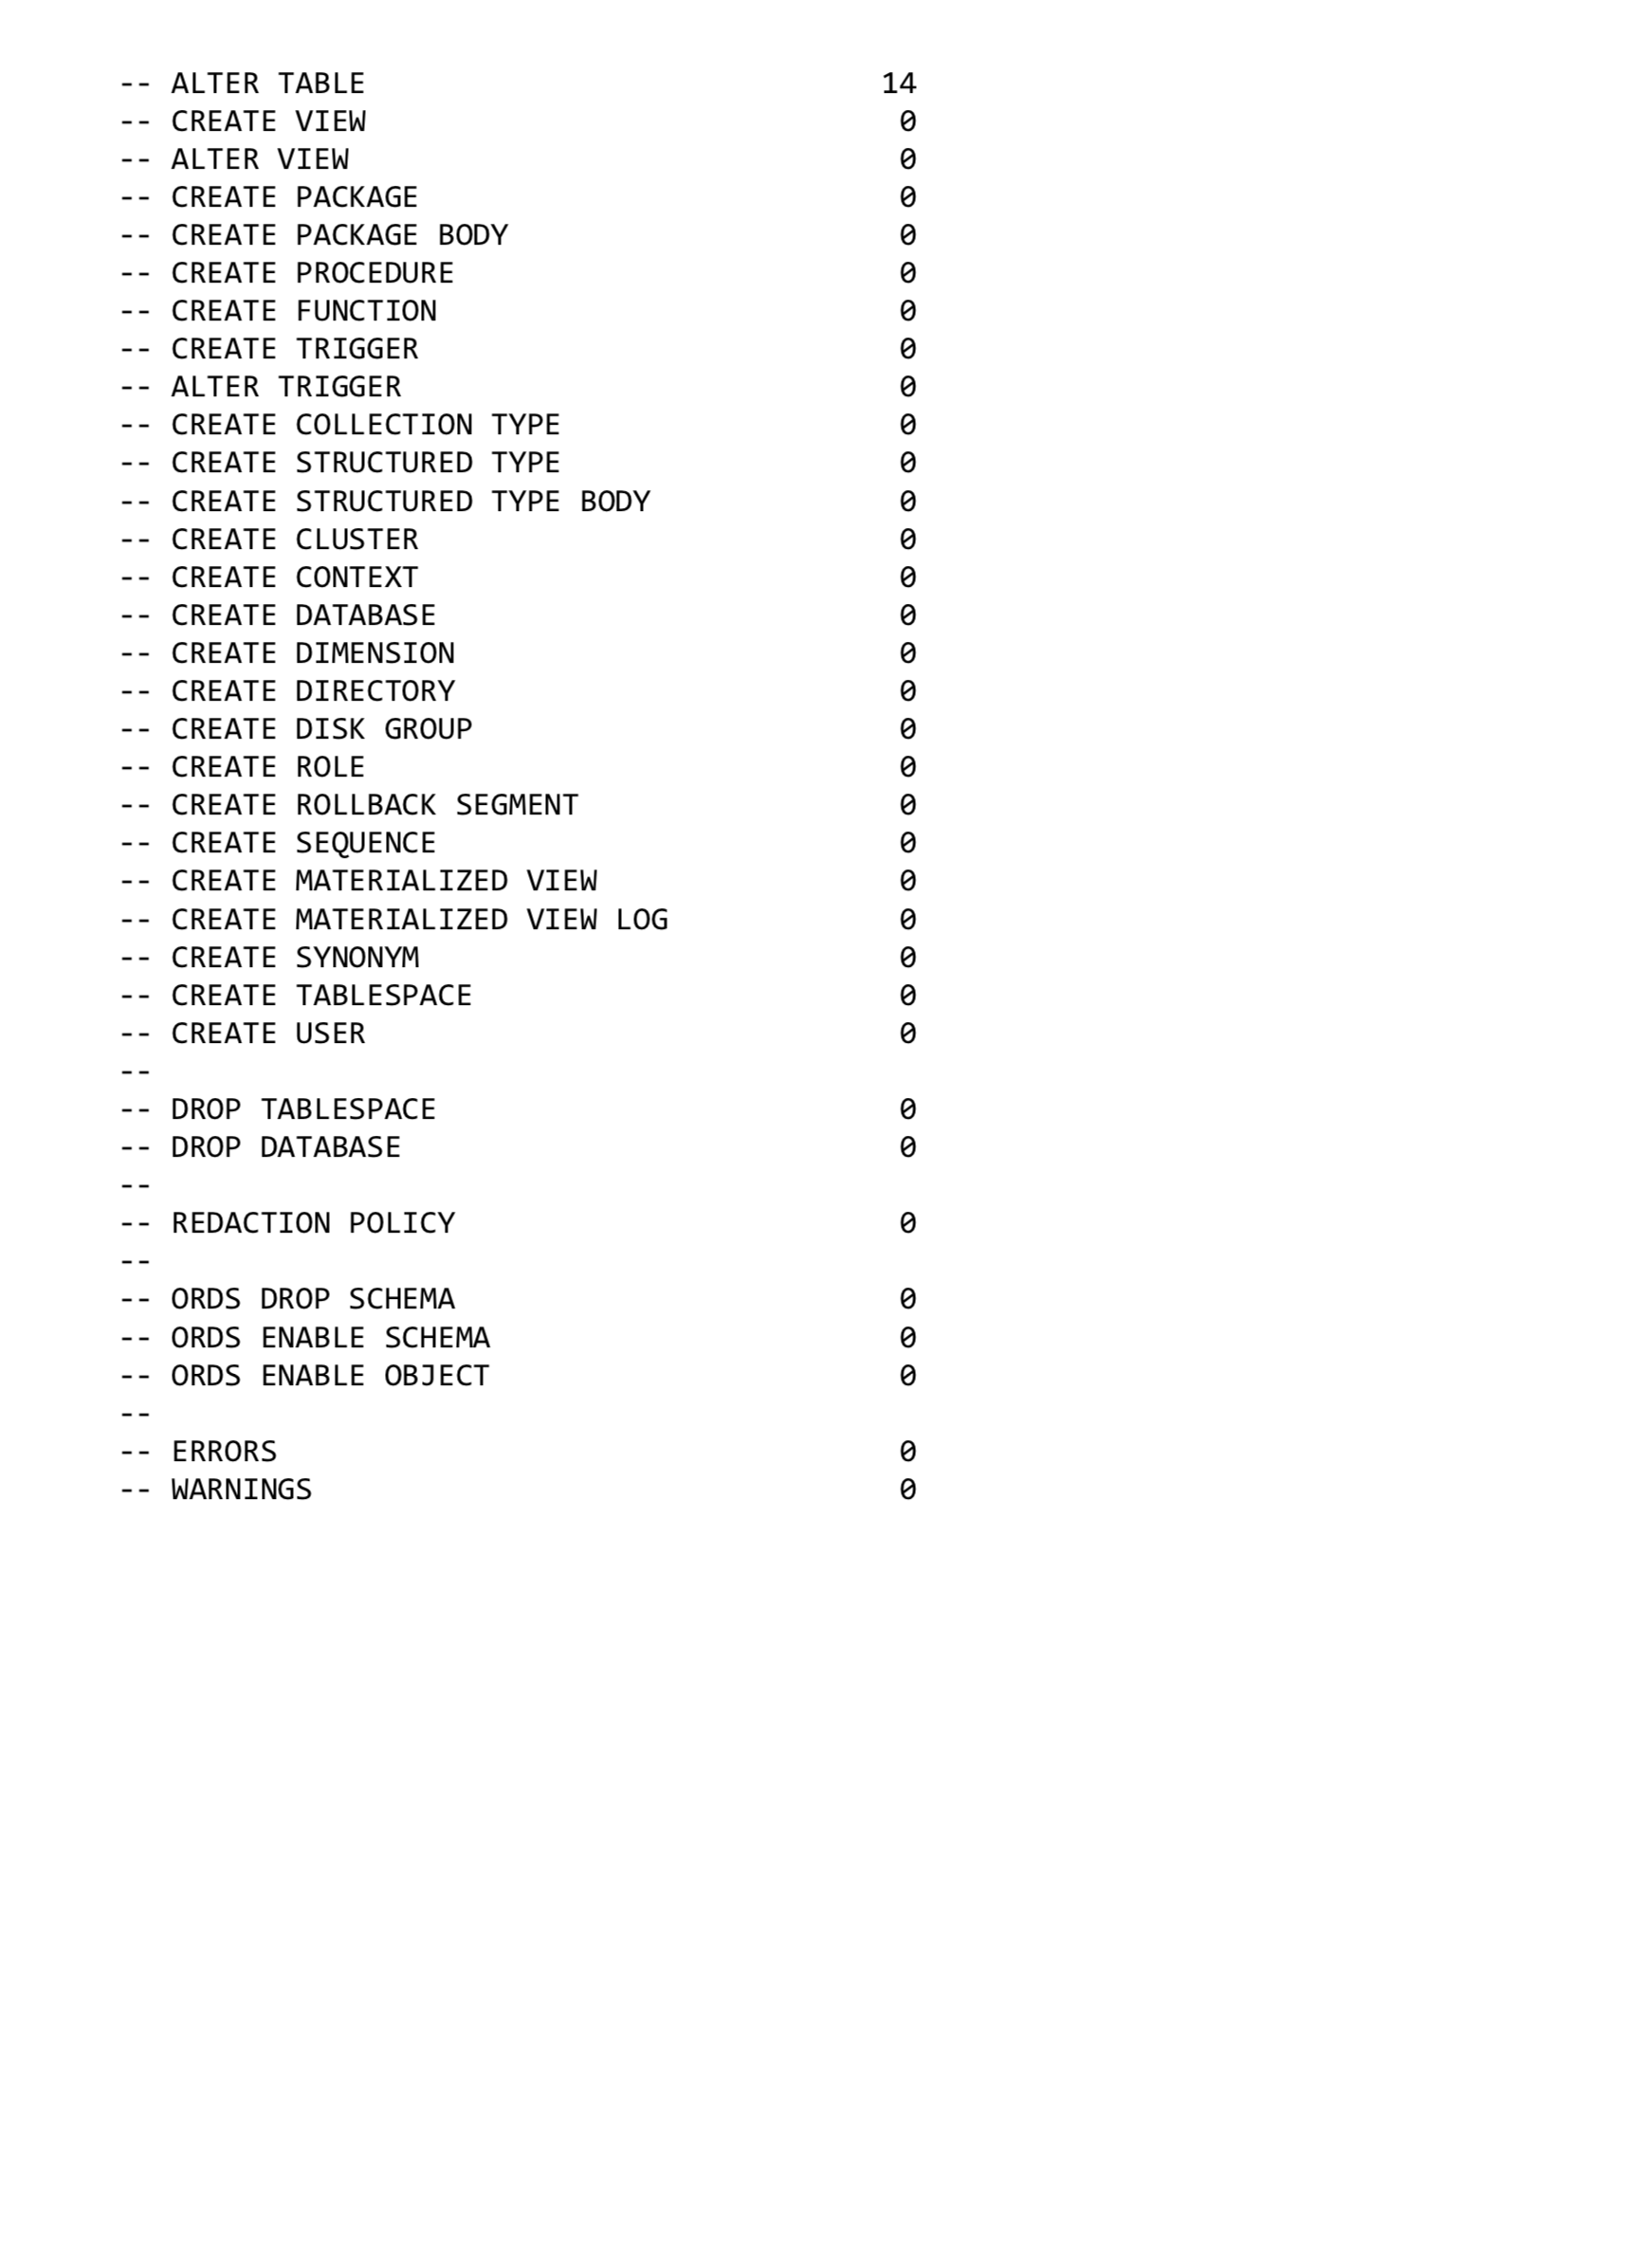 -- ALTER TABLE                             14
-- CREATE VIEW                              0
-- ALTER VIEW                               0
-- CREATE PACKAGE                           0
-- CREATE PACKAGE BODY                      0
-- CREATE PROCEDURE                         0
-- CREATE FUNCTION                          0
-- CREATE TRIGGER                           0
-- ALTER TRIGGER                            0
-- CREATE COLLECTION TYPE                   0
-- CREATE STRUCTURED TYPE                   0
-- CREATE STRUCTURED TYPE BODY              0
-- CREATE CLUSTER                           0
-- CREATE CONTEXT                           0
-- CREATE DATABASE                          0
-- CREATE DIMENSION                         0
-- CREATE DIRECTORY                         0
-- CREATE DISK GROUP                        0
-- CREATE ROLE                              0
-- CREATE ROLLBACK SEGMENT                  0
-- CREATE SEQUENCE                          0
-- CREATE MATERIALIZED VIEW                 0
-- CREATE MATERIALIZED VIEW LOG             0
-- CREATE SYNONYM                           0
-- CREATE TABLESPACE                        0
-- CREATE USER                              0
--
-- DROP TABLESPACE                          0
-- DROP DATABASE                            0
--
-- REDACTION POLICY                         0
--
-- ORDS DROP SCHEMA                         0
-- ORDS ENABLE SCHEMA                       0
-- ORDS ENABLE OBJECT                       0
--
-- ERRORS                                   0
-- WARNINGS                                 0